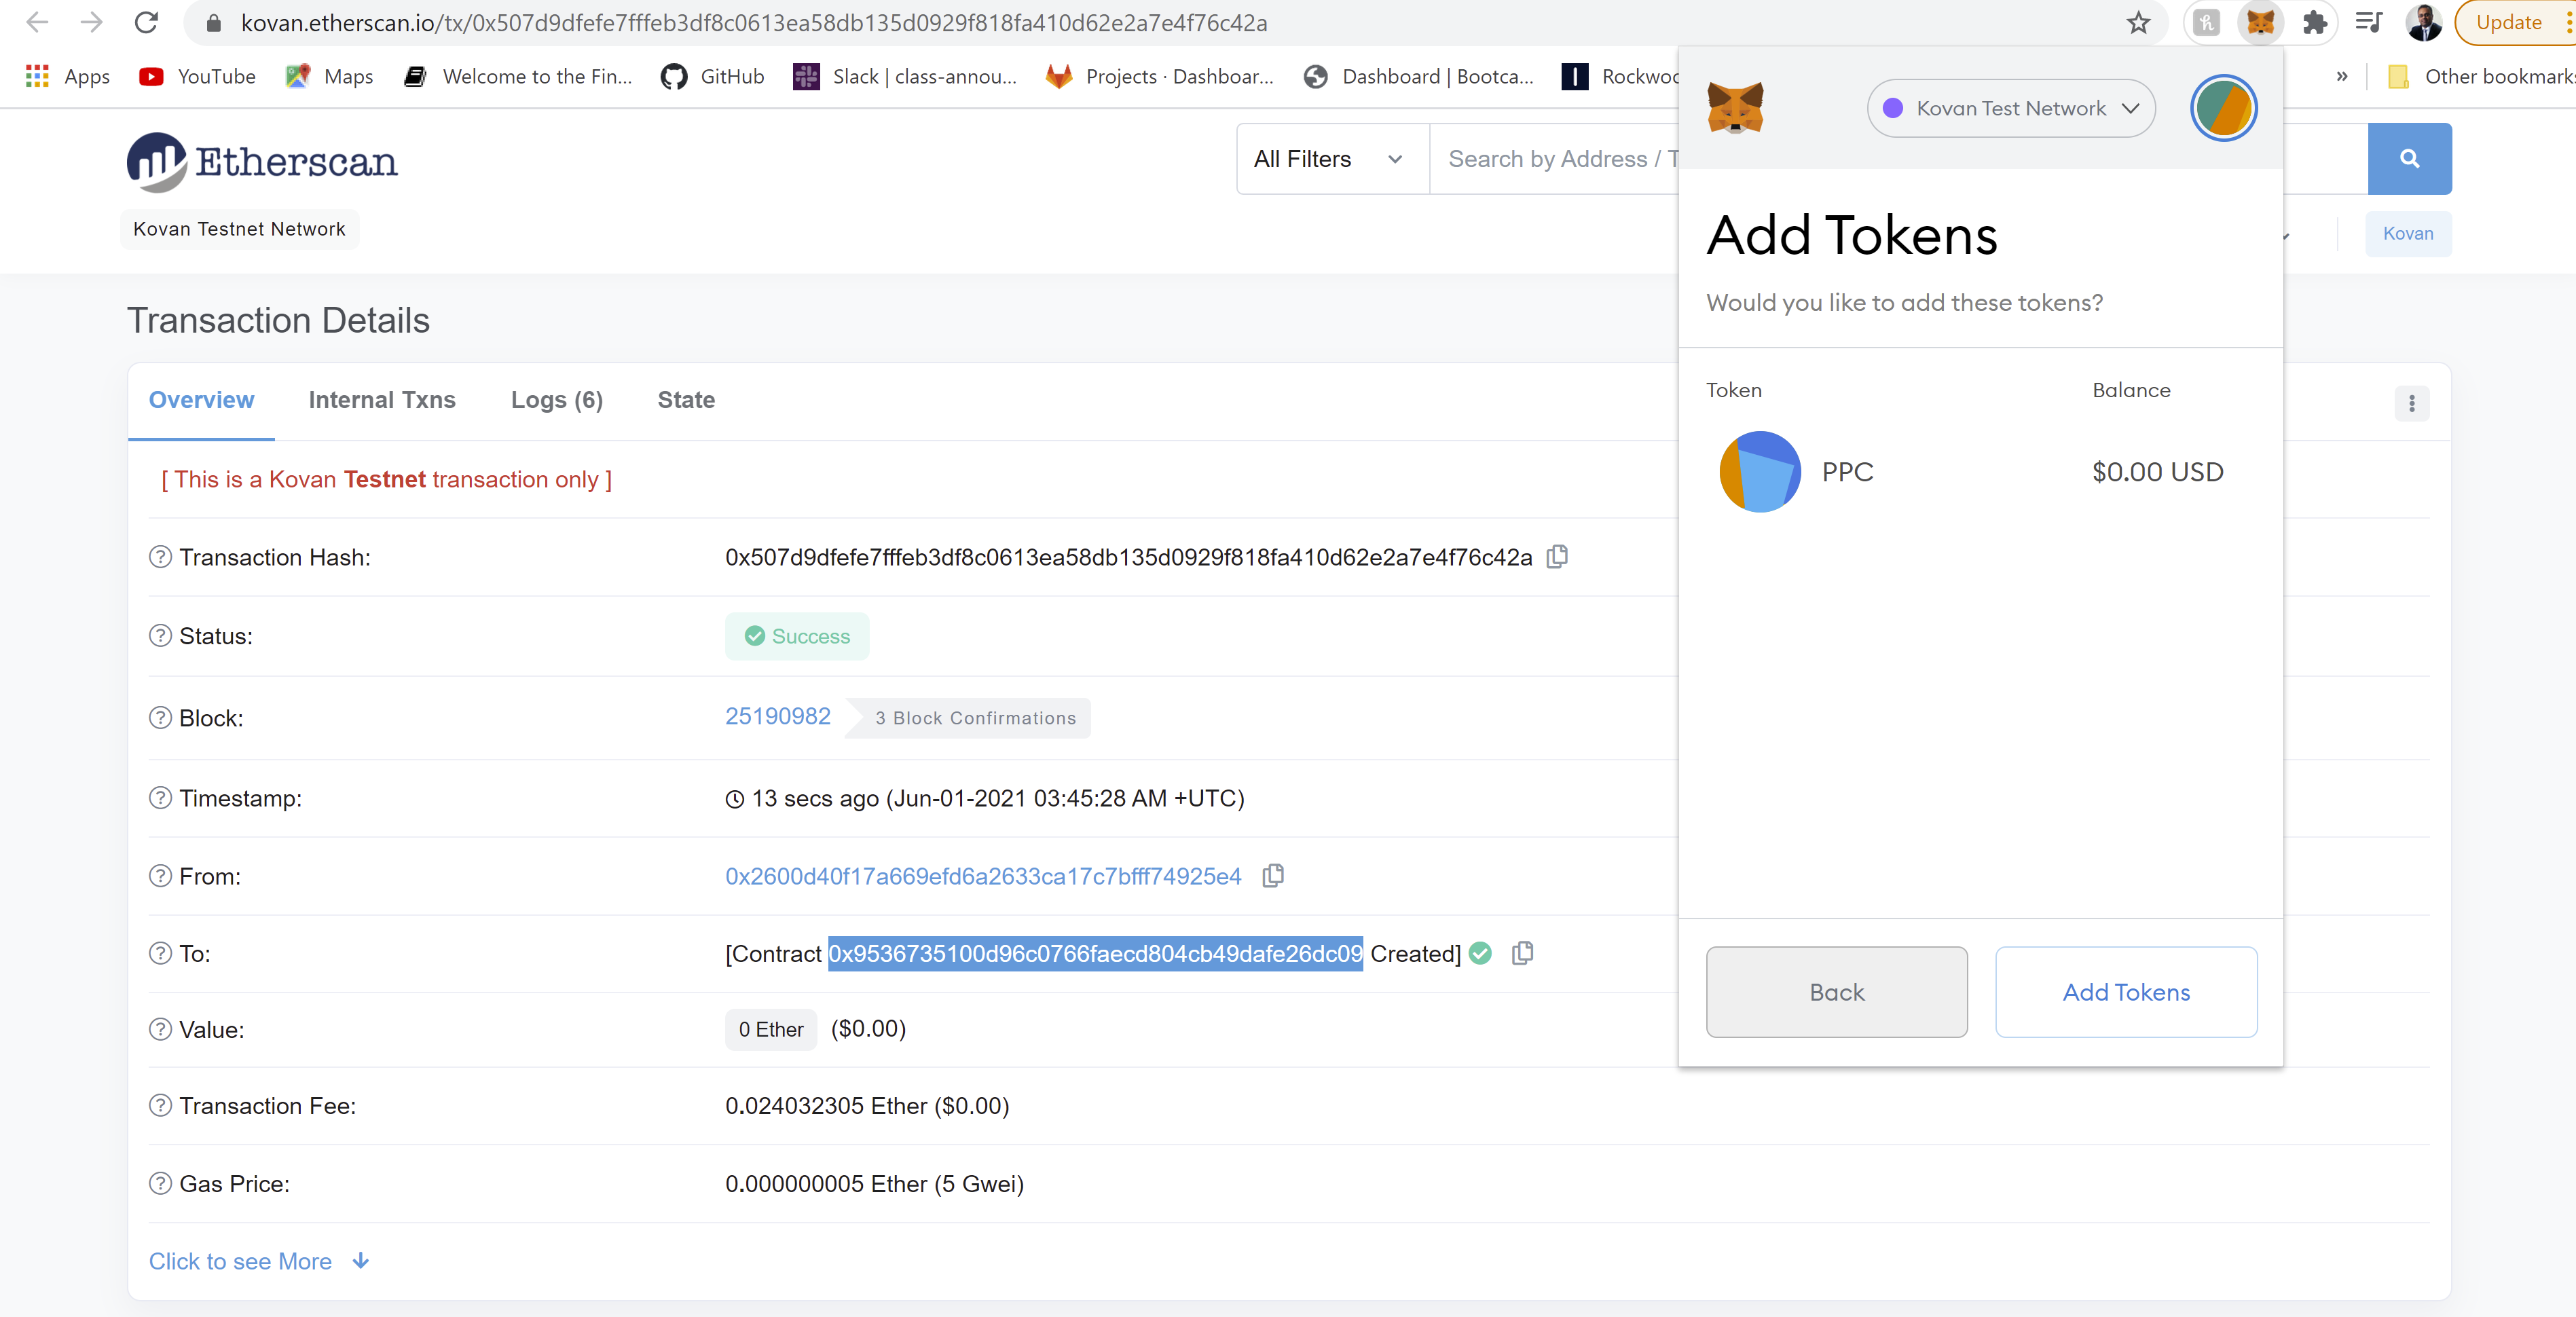 kovan.etherscan.io/tx/0x507d9dfefe7fffeb3df8c0613ea58db135d0929f818fa410d62e2a7e4f76c42a
Update
Apps
YouTube
Maps
Welcome to the Fin...
GitHub
Slack | class-annou...
Projects · Dashboar...
Dashboard | Bootca...
»
Kovan Test Network
Etherscan
All Filters
Search by Address /
Kovan Testnet Network
Kovan
Add Tokens
Would you like to add these tokens?
Transaction Details
Token
Balance
PPC
$0.00 USD
Back
Add Tokens
Overview
Internal Txns
Logs (6)
State
[ This is a Kovan Testnet transaction only ]
Transaction Hash:
0x507d9dfefe7fffeb3df8c0613ea58db135d0929f818fa410d62e2a7e4f76c42a
Status:
Success
Block:
25190982
3 Block Confirmations
Timestamp:
13 secs ago (Jun-01-2021 03:45:28 AM +UTC)
From:
0x2600d40f17a669efd6a2633ca17c7bfff74925e4
To:
[Contract 0x9536735100d96c0766faecd804cb49dafe26dc09 Created]
Value:
0 Ether ($0.00)
Transaction Fee:
0.024032305 Ether ($0.00)
Gas Price:
0.000000005 Ether (5 Gwei)
Click to see More